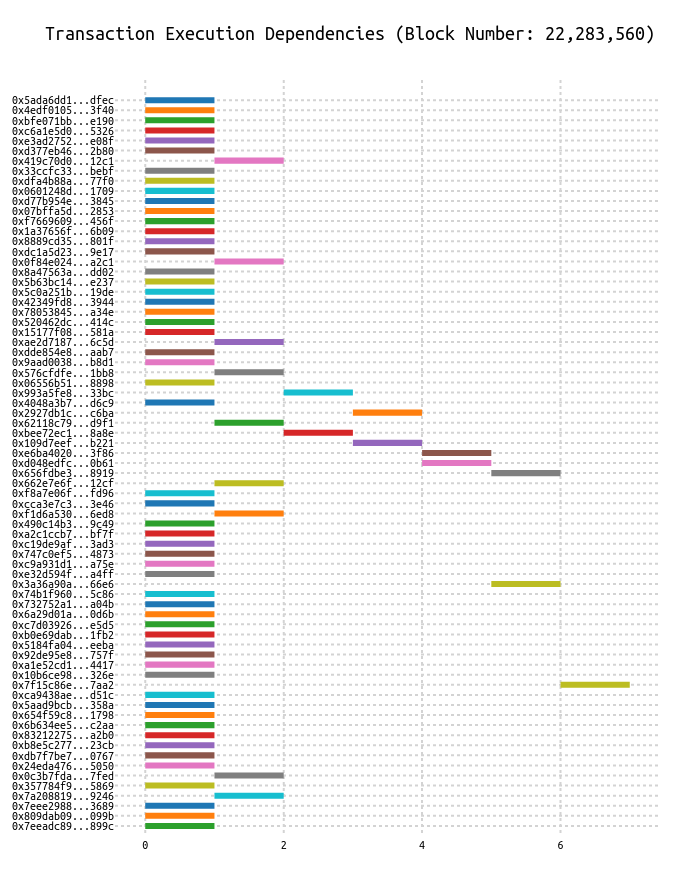 Transaction Execution Dependencies (Block Number: 22,283,560)
0x5ada6dd1...dfec
0x4edf0105...3f40
0xbfe071bb...e190
0xc6a1e5d0...5326
0xe3ad2752...e08f
0xd377eb46...2b80
0x419c70d0...12c1
0x33ccfc33...bebf
0xdfa4b88a...77f0
0x0601248d...1709
0xd77b954e...3845
0x07bffa5d...2853
0xf7669609...456f
0x1a37656f...6b09
0x8889cd35...801f
0xdc1a5d23...9e17
0x0f84e024...a2c1
0x8a47563a...dd02
0x5b63bc14...e237
0x5c0a251b...19de
0x42349fd8...3944
0x78053845...a34e
0x520462dc...414c
0x15177f08...581a
0xae2d7187...6c5d
0xdde854e8...aab7
0x9aad0038...b8d1
0x576cfdfe...1bb8
0x06556b51...8898
0x993a5fe8...33bc
0x4048a3b7...d6c9
0x2927db1c...c6ba
0x62118c79...d9f1
0xbee72ec1...8a8e
0x109d7eef...b221
0xe6ba4020...3f86
0xd048edfc...0b61
0x656fdbe3...8919
0x662e7e6f...12cf
0xf8a7e06f...fd96
0xcca3e7c3...3e46
0xf1d6a530...6ed8
0x490c14b3...9c49
0xa2c1ccb7...bf7f
0xc19de9af...3ad3
0x747c0ef5...4873
0xc9a931d1...a75e
0xe32d594f...a4ff
0x3a36a90a...66e6
0x74b1f960...5c86
0x732752a1...a04b
0x6a29d01a...0d6b
0xc7d03926...e5d5
0xb0e69dab...1fb2
0x5184fa04...eeba
0x92de95e8...757f
0xa1e52cd1...4417
0x10b6ce98...326e
0x7f15c86e...7aa2
0xca9438ae...d51c
0x5aad9bcb...358a
0x654f59c8...1798
0x6b634ee5...c2aa
0x83212275...a2b0
0xb8e5c277...23cb
0xdb7f7be7...0767
0x24eda476...5050
0x0c3b7fda...7fed
0x357784f9...5869
0x7a208819...9246
0x7eee2988...3689
0x809dab09...099b
0x7eeadc89...899c
0 2 4 6